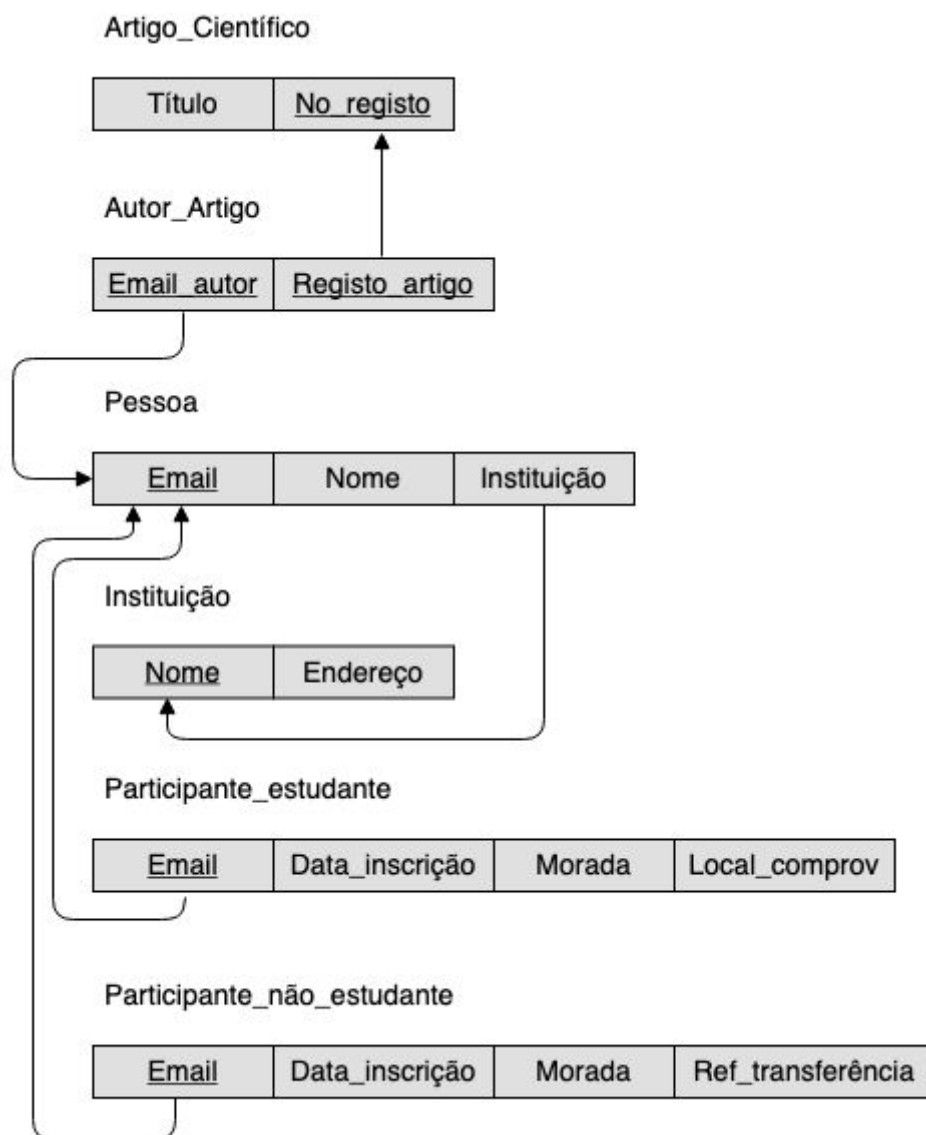 Artigo_Científico
Título No_registo
Autor_Artigo
Email_autor Registo_artigo
Pessoa
Email Nome Instituição
Instituição
Nome Endereço
Participante_estudante
Email Data_inscrição Morada Local_comprov
Participante_não_estudante
Email Data_inscrição Morada Ref_transferência